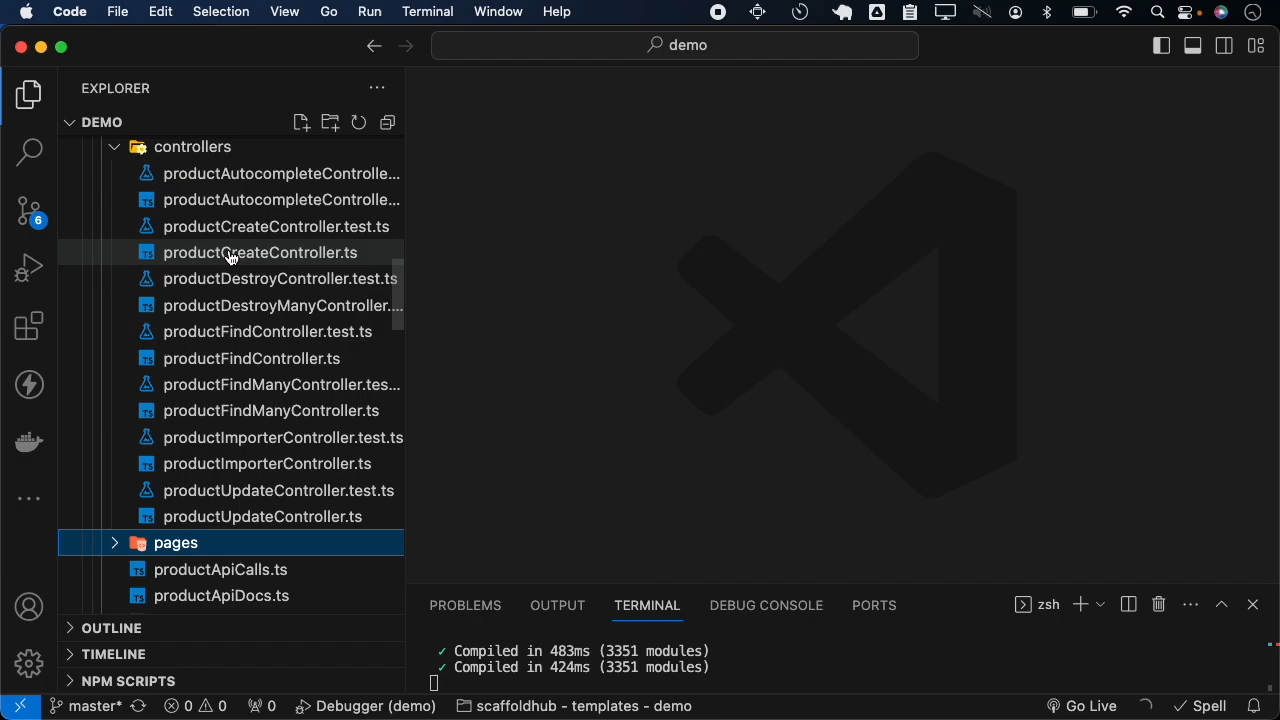 Code File Edit Selection View Go Run Terminal Window Help
demo
EXPLORER
DEMO
controllers
productAutocompleteControlle...
productAutocompleteControlle...
productCreateController.test.ts
productCreateController.ts
productDestroyController.test.ts
productDestroyManyController....
productFindController.test.ts
productFindController.ts
productFindManyController.tes...
productFindManyController.ts
productImporterController.test.ts
productImporterController.ts
productUpdateController.test.ts
productUpdateController.ts
pages
productApiCalls.ts
productApiDocs.ts
OUTLINE
TIMELINE
NPM SCRIPTS
6
PROBLEMS OUTPUT TERMINAL DEBUG CONSOLE PORTS
zsh
✓ Compiled in 483ms (3351 modules)
✓ Compiled in 424ms (3351 modules)
master* 0 0 0 Debugger (demo) scaffoldhub - templates - demo Go Live Spell